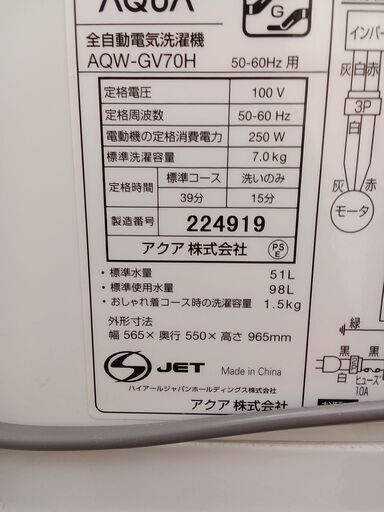 AQUA
全自動電気洗濯機
AQW-GV70H 50-60Hz 用
定格電圧 100 V
定格周波数 50-60 Hz
電動機の定格消費電力 250 W
標準洗濯容量 7.0kg
定格時間 標準コース 洗いのみ
39分 15分
製造番号 224919
アクア 株式会社 PSE
・標準水量 51L
・標準使用水量 98L
・おしゃれ着コース時の洗濯容量 1.5kg
外形寸法
幅 565× 奥行 550× 高さ 965mm
S JET Made in China
ハイアールジャパンホールディングス株式会社
アクア 株式会社
インバー
灰 白 赤
3P
白
灰 赤
モータ
緑
黒 黒
白 ヒューズ
10A